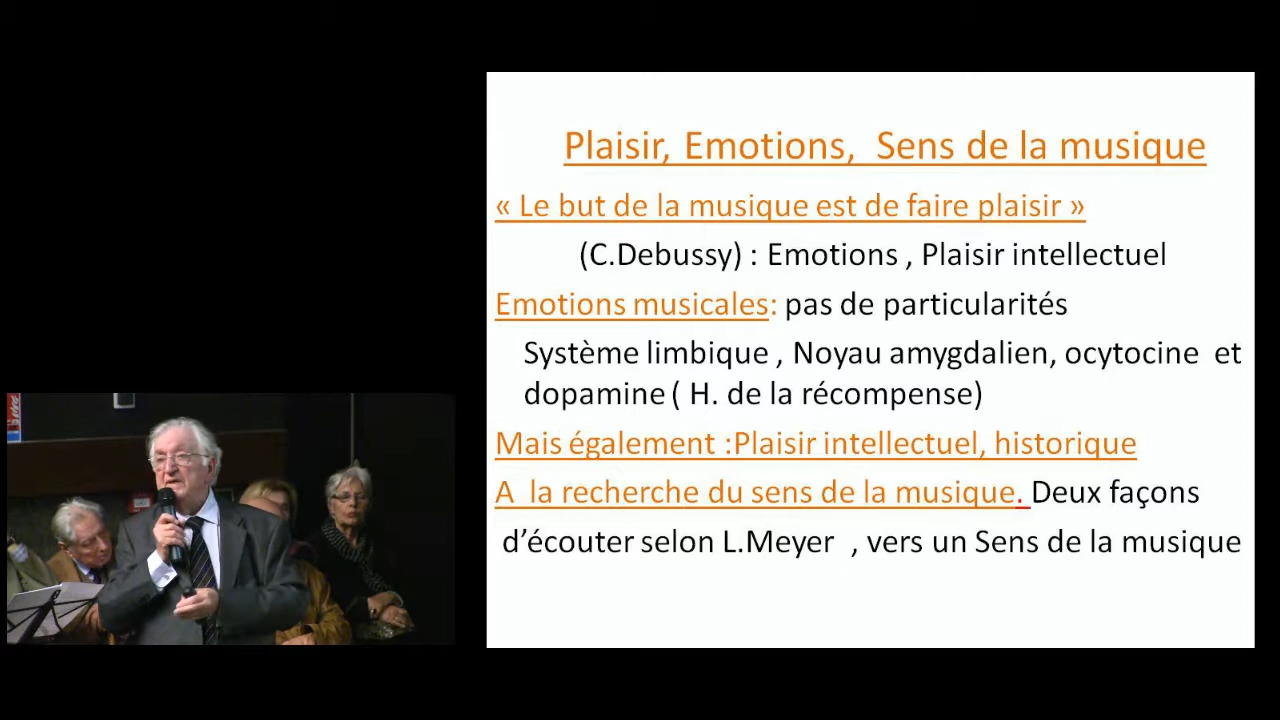 Plaisir, Emotions,  Sens de la musique
« Le but de la musique est de faire plaisir »
(C.Debussy) : Emotions , Plaisir intellectuel
Emotions musicales: pas de particularités
Système limbique , Noyau amygdalien, ocytocine  et
dopamine ( H. de la récompense)
Mais également :Plaisir intellectuel, historique
A  la recherche du sens de la musique. Deux façons
d’écouter selon L.Meyer  , vers un Sens de la musique